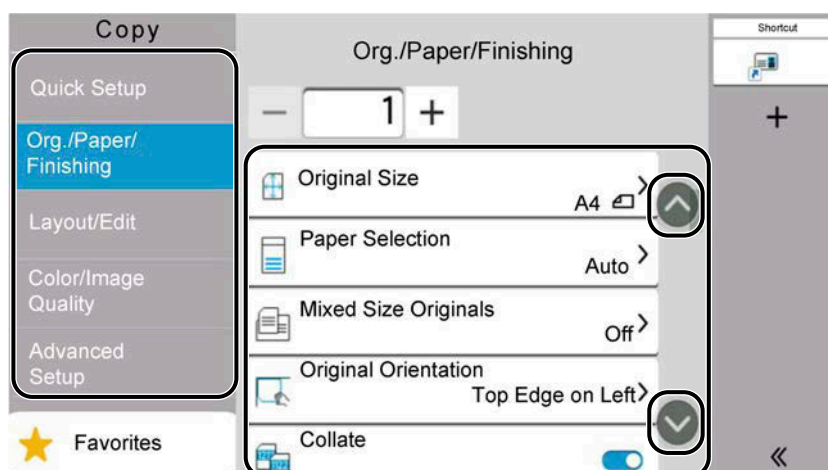 Copy
Quick Setup
Org./Paper/
Finishing
Layout/Edit
Color/Image
Quality
Advanced
Setup
Favorites
Org./Paper/Finishing
1
Original Size
A4
Paper Selection
Auto
Mixed Size Originals
Off
Original Orientation
Top Edge on Left
Collate
Shortcut